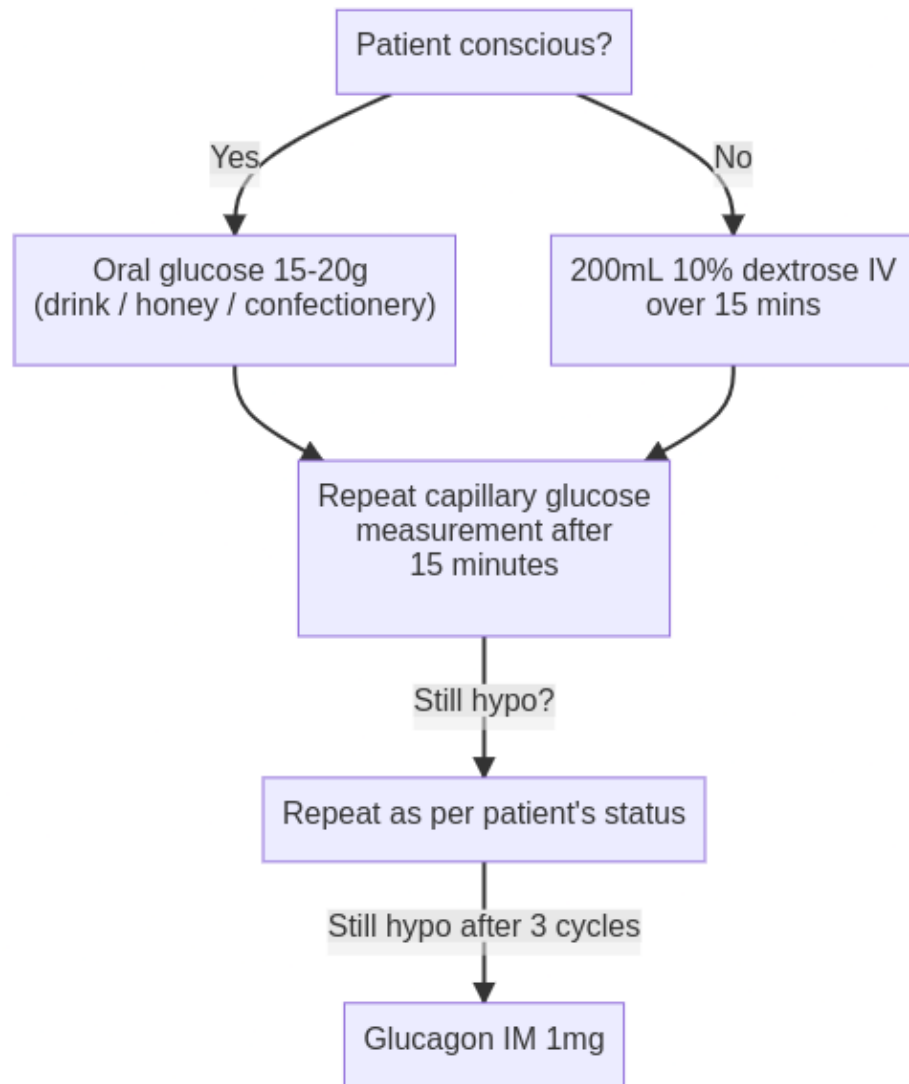 Patient conscious?
Yes
No
Oral glucose 15-20g
(drink / honey / confectionery)
200mL 10% dextrose IV
over 15 mins
Repeat capillary glucose
measurement after
15 minutes
Still hypo?
Repeat as per patient's status
Still hypo after 3 cycles
Glucagon IM 1mg